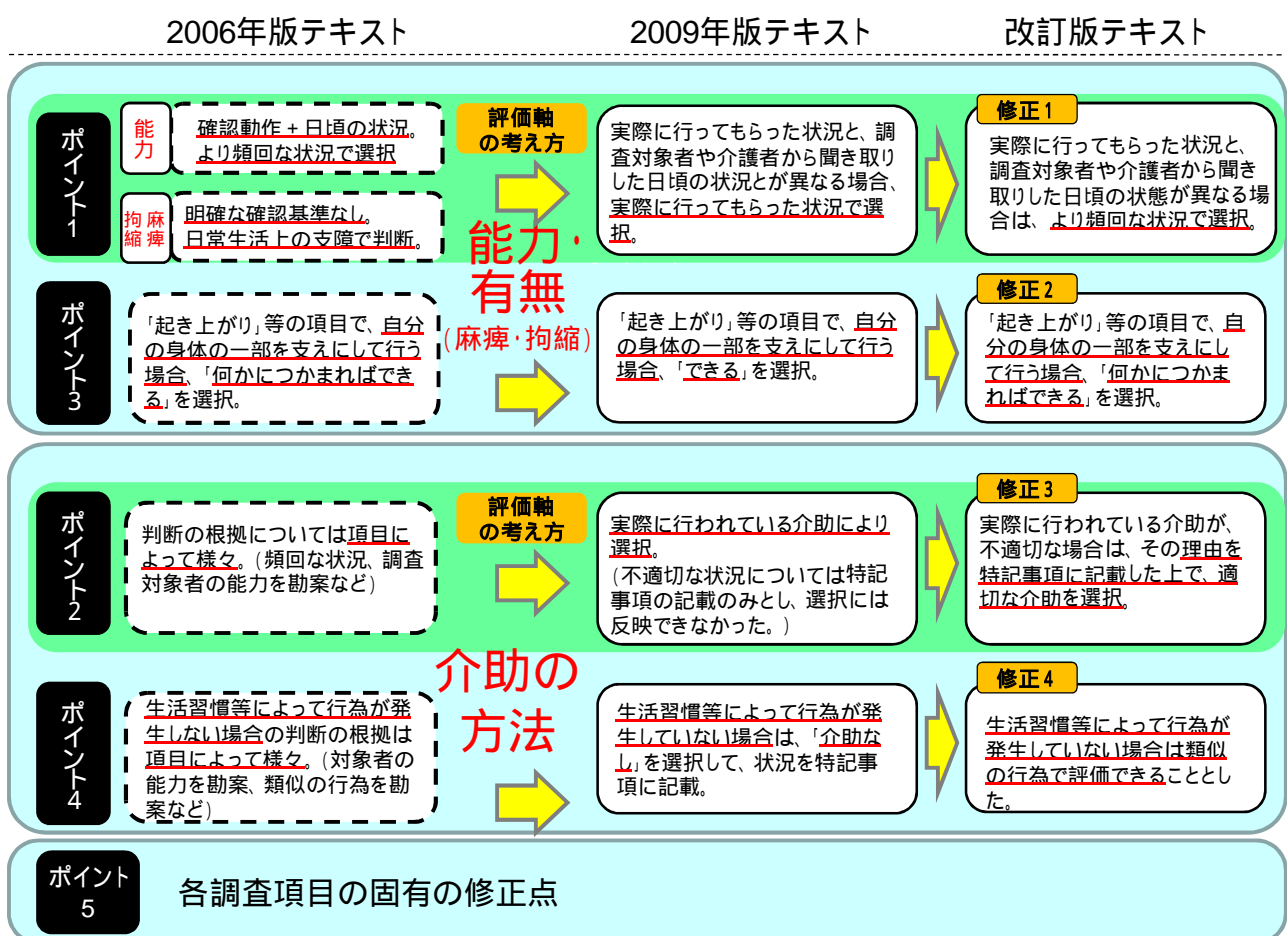 2006年版テキスト
2009年版テキスト
改訂版テキスト
ポイント1
能力
確認動作+日頃の状況。
より頻回な状況で選択
拘縮 麻痺
明確な確認基準なし。
日常生活上の支障で判断。
評価軸
の考え方
能力・
有無
(麻痺・拘縮)
実際に行ってもらった状況と、調
査対象者や介護者から聞き取り
した日頃の状況とが異なる場合、
実際に行ってもらった状況で選
択。
修正1
実際に行ってもらった状況と、
調査対象者や介護者から聞き
取りした日頃の状態が異なる場
合は、より頻回な状況で選択。
ポイント3
「起き上がり」等の項目で、自分
の身体の一部を支えにして行う
場合、「何かにつかまればでき
る」を選択。
「起き上がり」等の項目で、自分
の身体の一部を支えにして行う
場合、「できる」を選択。
修正2
「起き上がり」等の項目で、自
分の身体の一部を支えにし
て行う場合、「何かにつかま
ればできる」を選択。
ポイント2
判断の根拠については項目に
よって様々。(頻回な状況、調査
対象者の能力を勘案など)
評価軸
の考え方
介助の
方法
実際に行われている介助により
選択。
(不適切な状況については特記
事項の記載のみとし、選択には
反映できなかった。)
修正3
実際に行われている介助が、
不適切な場合は、その理由を
特記事項に記載した上で、適
切な介助を選択。
ポイント4
生活習慣等によって行為が発
生しない場合の判断の根拠は
項目によって様々。(対象者の
能力を勘案、類似の行為を勘
案など)
生活習慣等によって行為が発
生していない場合は、「介助な
し」を選択して、状況を特記事
項に記載。
修正4
生活習慣等によって行為が
発生していない場合は類似
の行為で評価できることとし
た。
ポイント
5
各調査項目の固有の修正点